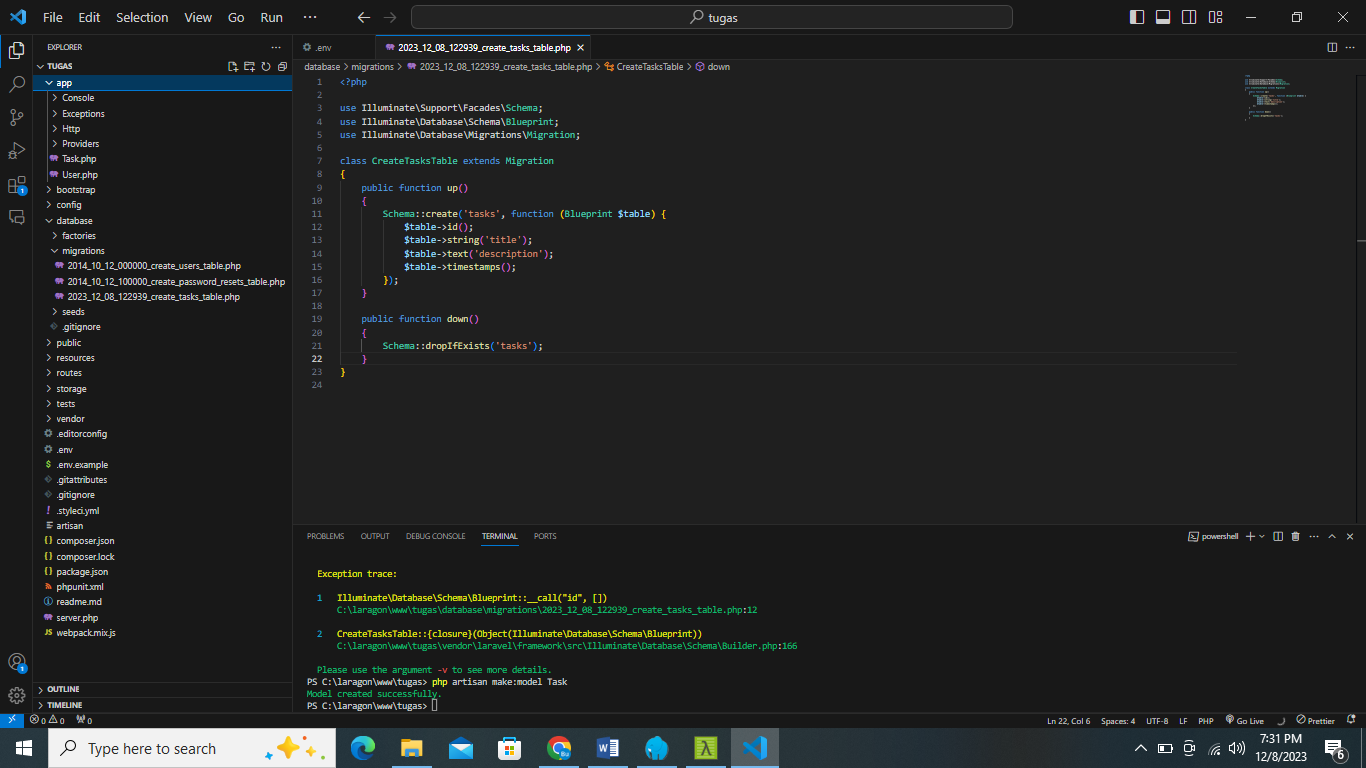 File Edit Selection View Go Run ··· tugas
EXPLORER ···
TUGAS
app
Console
Exceptions
Http
Providers
Task.php
User.php
bootstrap
config
database
factories
migrations
2014_10_12_000000_create_users_table.php
2014_10_12_100000_create_password_resets_table.php
2023_12_08_122939_create_tasks_table.php
seeds
.gitignore
public
resources
routes
storage
tests
vendor
.editorconfig
.env
.env.example
.gitattributes
.gitignore
.styleci.yml
artisan
composer.json
composer.lock
package.json
phpunit.xml
readme.md
server.php
webpack.mix.js
OUTLINE
TIMELINE
.env 2023_12_08_122939_create_tasks_table.php
database > migrations > 2023_12_08_122939_create_tasks_table.php > CreateTasksTable > down
1 <?php
2
3 use Illuminate\Support\Facades\Schema;
4 use Illuminate\Database\Schema\Blueprint;
5 use Illuminate\Database\Migrations\Migration;
6
7 class CreateTasksTable extends Migration
8 {
9 public function up()
10 {
11 Schema::create('tasks', function (Blueprint $table) {
12 $table->id();
13 $table->string('title');
14 $table->text('description');
15 $table->timestamps();
16 });
17 }
18
19 public function down()
20 {
21 Schema::dropIfExists('tasks');
22 }
23 }
24
PROBLEMS OUTPUT DEBUG CONSOLE TERMINAL PORTS powershell
Exception trace:
1 Illuminate\Database\Schema\Blueprint::__call("id", [])
C:\laragon\www\tugas\database\migrations\2023_12_08_122939_create_tasks_table.php:12
2 CreateTasksTable::{closure}(Object(Illuminate\Database\Schema\Blueprint))
C:\laragon\www\tugas\vendor\laravel\framework\src\Illuminate\Database\Schema\Builder.php:166
Please use the argument -v to see more details.
PS C:\laragon\www\tugas> php artisan make:model Task
Model created successfully.
PS C:\laragon\www\tugas>
0 0 0 Ln 22, Col 6 Spaces: 4 UTF-8 LF PHP Go Live Prettier
Type here to search
7:31 PM
12/8/2023
6